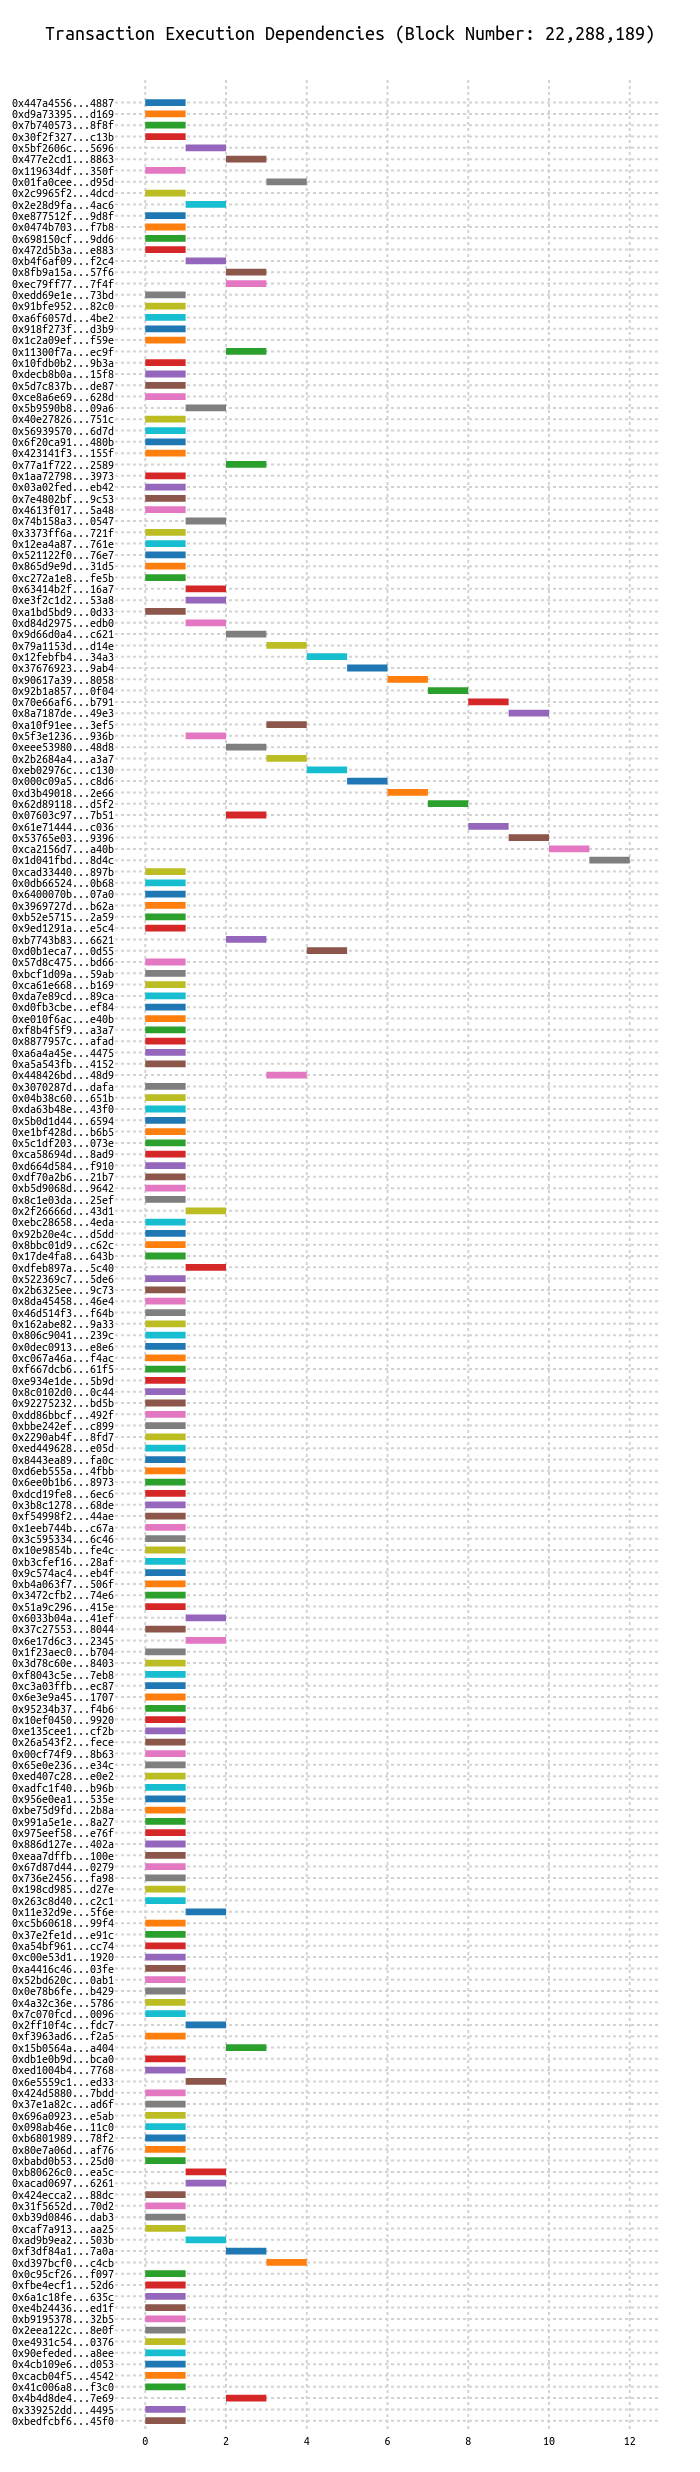 Transaction Execution Dependencies (Block Number: 22,288,189)
0x447a4556...4887
0xd9a73395...d169
0x7b740573...8f8f
0x30f2f327...c13b
0x5bf2606c...5696
0x477e2cd1...8863
0x119634df...350f
0x01fa0cee...d95d
0x2c9965f2...4dcd
0x2e28d9fa...4ac6
0xe877512f...9d8f
0x0474b703...f7b8
0x698150cf...9dd6
0x472d5b3a...e883
0xb4f6af09...f2c4
0x8fb9a15a...57f6
0xec79ff77...7f4f
0xedd69e1e...73bd
0x91bfe952...82c0
0xa6f6057d...4be2
0x918f273f...d3b9
0x1c2a09ef...f59e
0x11300f7a...ec9f
0x10fdb0b2...9b3a
0xdecb8b0a...15f8
0x5d7c837b...de87
0xce8a6e69...628d
0x5b9590b8...09a6
0x40e27826...751c
0x56939570...6d7d
0x6f20ca91...480b
0x423141f3...155f
0x77a1f722...2589
0x1aa72798...3973
0x03a02fed...eb42
0x7e4802bf...9c53
0x4613f017...5a48
0x74b158a3...0547
0x3373ff6a...721f
0x12ea4a87...761e
0x521122f0...76e7
0x865d9e9d...31d5
0xc272a1e8...fe5b
0x63414b2f...16a7
0xe3f2c1d2...53a8
0xa1bd5bd9...0d33
0xd84d2975...edb0
0x9d66d0a4...c621
0x79a1153d...d14e
0x12febfb4...34a3
0x37676923...9ab4
0x90617a39...8058
0x92b1a857...0f04
0x70e66af6...b791
0x8a7187de...49e3
0xa10f91ee...3ef5
0x5f3e1236...936b
0xeee53980...48d8
0x2b2684a4...a3a7
0xeb02976c...c130
0x000c09a5...c8d6
0xd3b49018...2e66
0x62d89118...d5f2
0x07603c97...7b51
0x61e71444...c036
0x53765e03...9396
0xca2156d7...a40b
0x1d041fbd...8d4c
0xcad33440...897b
0x0db66524...0b68
0x6400070b...07a0
0x3969727d...b62a
0xb52e5715...2a59
0x9ed1291a...e5c4
0xb7743b83...6621
0xd0b1eca7...0d55
0x57d8c475...bd66
0xbcf1d09a...59ab
0xca61e668...b169
0xda7e89cd...89ca
0xd0fb3cbe...ef84
0xe010f6ac...e40b
0xf8b4f5f9...a3a7
0x8877957c...afad
0xa6a4a45e...4475
0xa5a543fb...4152
0x448426bd...48d9
0x3070287d...dafa
0x04b38c60...651b
0xda63b48e...43f0
0x5b0d1d44...6594
0xe1bf428d...b6b5
0x5c1df203...073e
0xca58694d...8ad9
0xd664d584...f910
0xdf70a2b6...21b7
0xb5d9068d...9642
0x8c1e03da...25ef
0x2f26666d...43d1
0xebc28658...4eda
0x92b20e4c...d5dd
0x8bbc01d9...c62c
0x17de4fa8...643b
0xdfeb897a...5c40
0x522369c7...5de6
0x2b6325ee...9c73
0x8da45458...46e4
0x46d514f3...f64b
0x162abe82...9a33
0x806c9041...239c
0x0dec0913...e8e6
0xc067a46a...f4ac
0xf667dcb6...61f5
0xe934e1de...5b9d
0x8c0102d0...0c44
0x92275232...bd5b
0xdd86bbcf...492f
0xbbe242ef...c899
0x2290ab4f...8fd7
0xed449628...e05d
0x8443ea89...fa0c
0xd6eb555a...4fbb
0x6ee0b1b6...8973
0xdcd19fe8...6ec6
0x3b8c1278...68de
0xf54998f2...44ae
0x1eeb744b...c67a
0x3c595334...6c46
0x10e9854b...fe4c
0xb3cfef16...28af
0x9c574ac4...eb4f
0xb4a063f7...506f
0x3472cfb2...74e6
0x51a9c296...415e
0x6033b04a...41ef
0x37c27553...8044
0x6e17d6c3...2345
0x1f23aec0...b704
0x3d78c60e...8403
0xf8043c5e...7eb8
0xc3a03ffb...ec87
0x6e3e9a45...1707
0x95234b37...f4b6
0x10ef0450...9920
0xe135cee1...cf2b
0x26a543f2...fece
0x00cf74f9...8b63
0x65e0e236...e34c
0xed407c28...e0e2
0xadfc1f40...b96b
0x956e0ea1...535e
0xbe75d9fd...2b8a
0x991a5e1e...8a27
0x975eef58...e76f
0x886d127e...402a
0xeaa7dffb...100e
0x67d87d44...0279
0x736e2456...fa98
0x198cd985...d27e
0x263c8d40...c2c1
0x11e32d9e...5f6e
0xc5b60618...99f4
0x37e2fe1d...e91c
0xa54bf961...cc74
0xc00e53d1...1920
0xa4416c46...03fe
0x52bd620c...0ab1
0x0e78b6fe...b429
0x4a32c36e...5786
0x7c070fcd...0096
0x2ff10f4c...fdc7
0xf3963ad6...f2a5
0x15b0564a...a404
0xdb1e0b9d...bca0
0xed1004b4...7768
0x6e5559c1...ed33
0x424d5880...7bdd
0x37e1a82c...ad6f
0x696a0923...e5ab
0x098ab46e...11c0
0xb6801989...78f2
0x80e7a06d...af76
0xbabd0b53...25d0
0xb80626c0...ea5c
0xacad0697...6261
0x424ecca2...88dc
0x31f5652d...70d2
0xb39d0846...dab3
0xcaf7a913...aa25
0xad9b9ea2...503b
0xf3df84a1...7a0a
0xd397bcf0...c4cb
0x0c95cf26...f097
0xfbe4ecf1...52d6
0x6a1c18fe...635c
0xe4b24436...ed1f
0xb9195378...32b5
0x2eea122c...8e0f
0xe4931c54...0376
0x90efeded...a8ee
0x4cb109e6...d053
0xcacb04f5...4542
0x41c006a8...f3c0
0x4b4d8de4...7e69
0x339252dd...4495
0xbedfcbf6...45f0
0 2 4 6 8 10 12